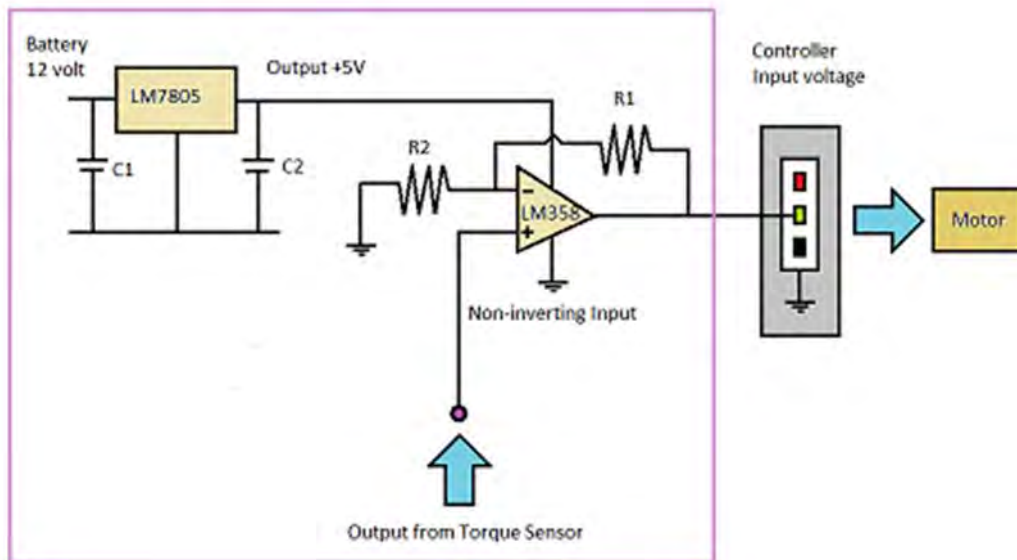 Battery
12 volt
LM7805
Output +5V
C1
C2
R1
R2
LM358
Non-inverting Input
Output from Torque Sensor
Controller
Input voltage
Motor